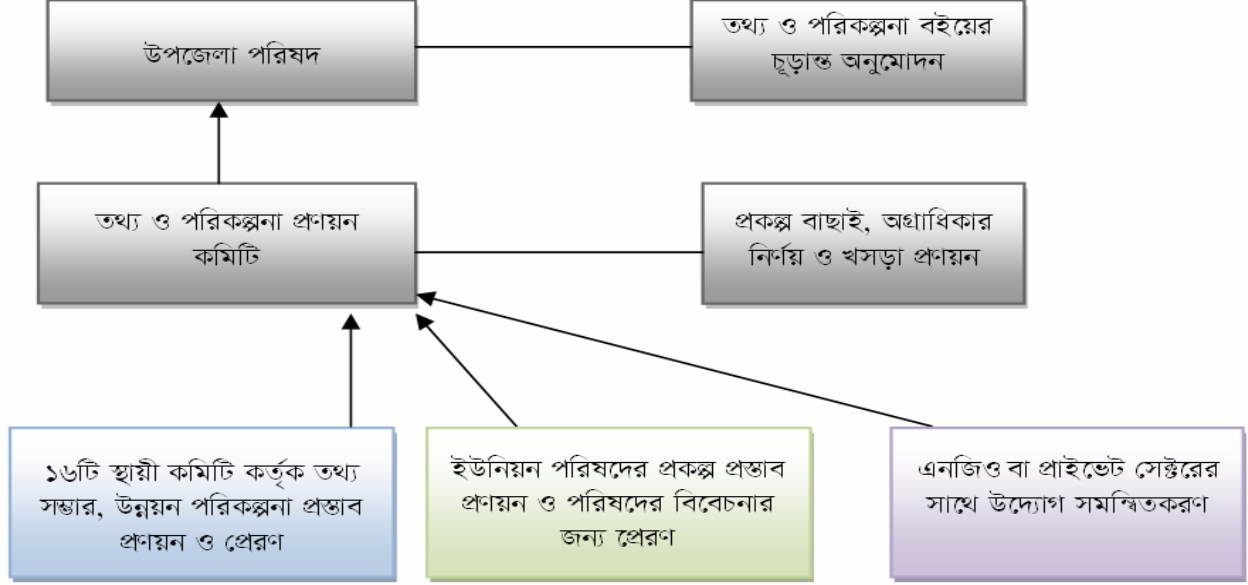 উপজেলা পরিষদ
তথ্য ও পরিকল্পনা বইয়ের
চূড়ান্ত অনুমোদন
তথ্য ও পরিকল্পনা প্রণয়ন
কমিটি
প্রকল্প বাছাই, অগ্রাধিকার
নির্ণয় ও খসড়া প্রণয়ন
১৬টি স্থায়ী কমিটি কর্তৃক তথ্য
সম্ভার, উন্নয়ন পরিকল্পনা প্রস্তাব
প্রণয়ন ও প্রেরণ
ইউনিয়ন পরিষদের প্রকল্প প্রস্তাব
প্রণয়ন ও পরিষদের বিবেচনার
জন্য প্রেরণ
এনজিও বা প্রাইভেট সেক্টরের
সাথে উদ্যোগ সমন্বিতকরণ